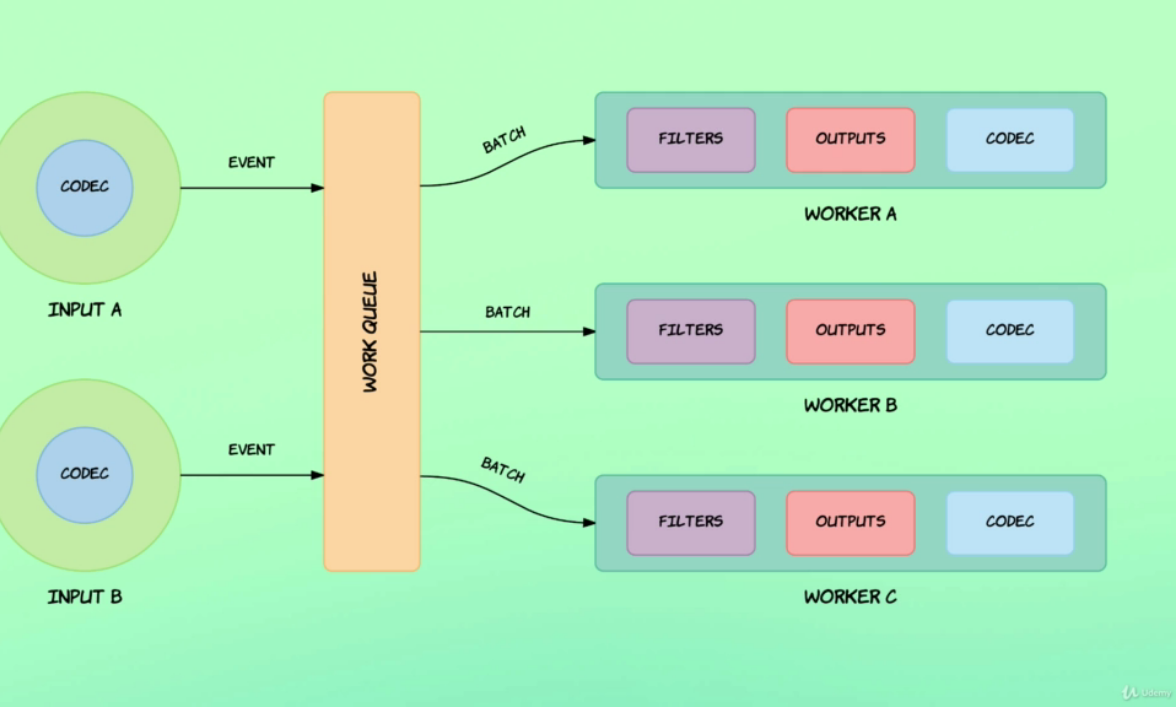 CODEC
EVENT
INPUT A
CODEC
EVENT
INPUT B
WORK QUEUE
BATCH
BATCH
BATCH
FILTERS
OUTPUTS
CODEC
WORKER A
FILTERS
OUTPUTS
CODEC
WORKER B
FILTERS
OUTPUTS
CODEC
WORKER C
Udemy